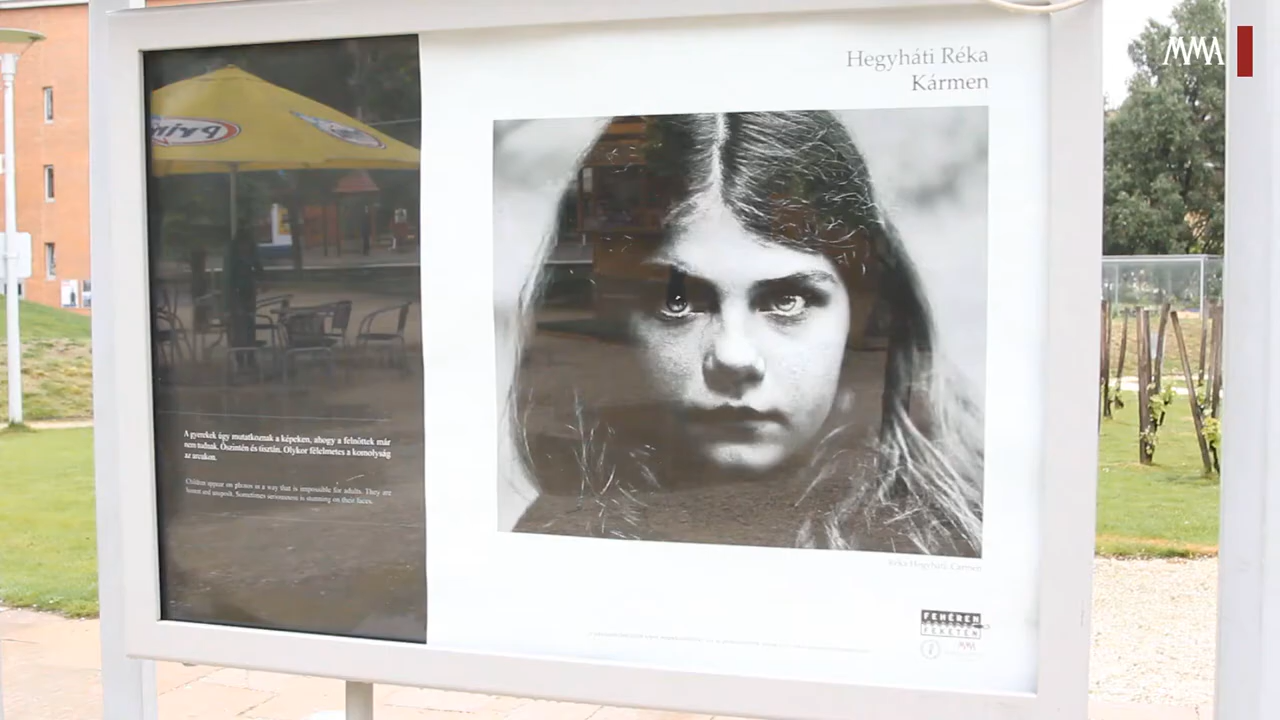 MMA
Hegyháti Réka
Kármen
A gyerekek úgy mutatkoznak a képeken, ahogy a felnőttek már
nem tudnak. Őszintén és tisztán. Olykor félelmetes a komolyság
az arcukon.
Children appear on photos in a way that is impossible for adults. They are
honest and unspoilt. Sometimes seriousness is stunning on their faces.
Réka Hegyháti: Carmen
FEHÉREN
FEKETÉN
MMA